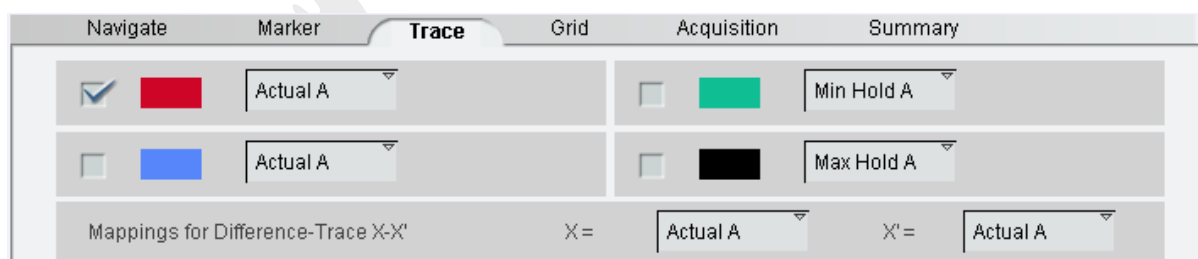 Navigate Marker Trace Grid Acquisition Summary
Actual A Min Hold A
Actual A Max Hold A
Mappings for Difference-Trace X-X' X = Actual A X' = Actual A